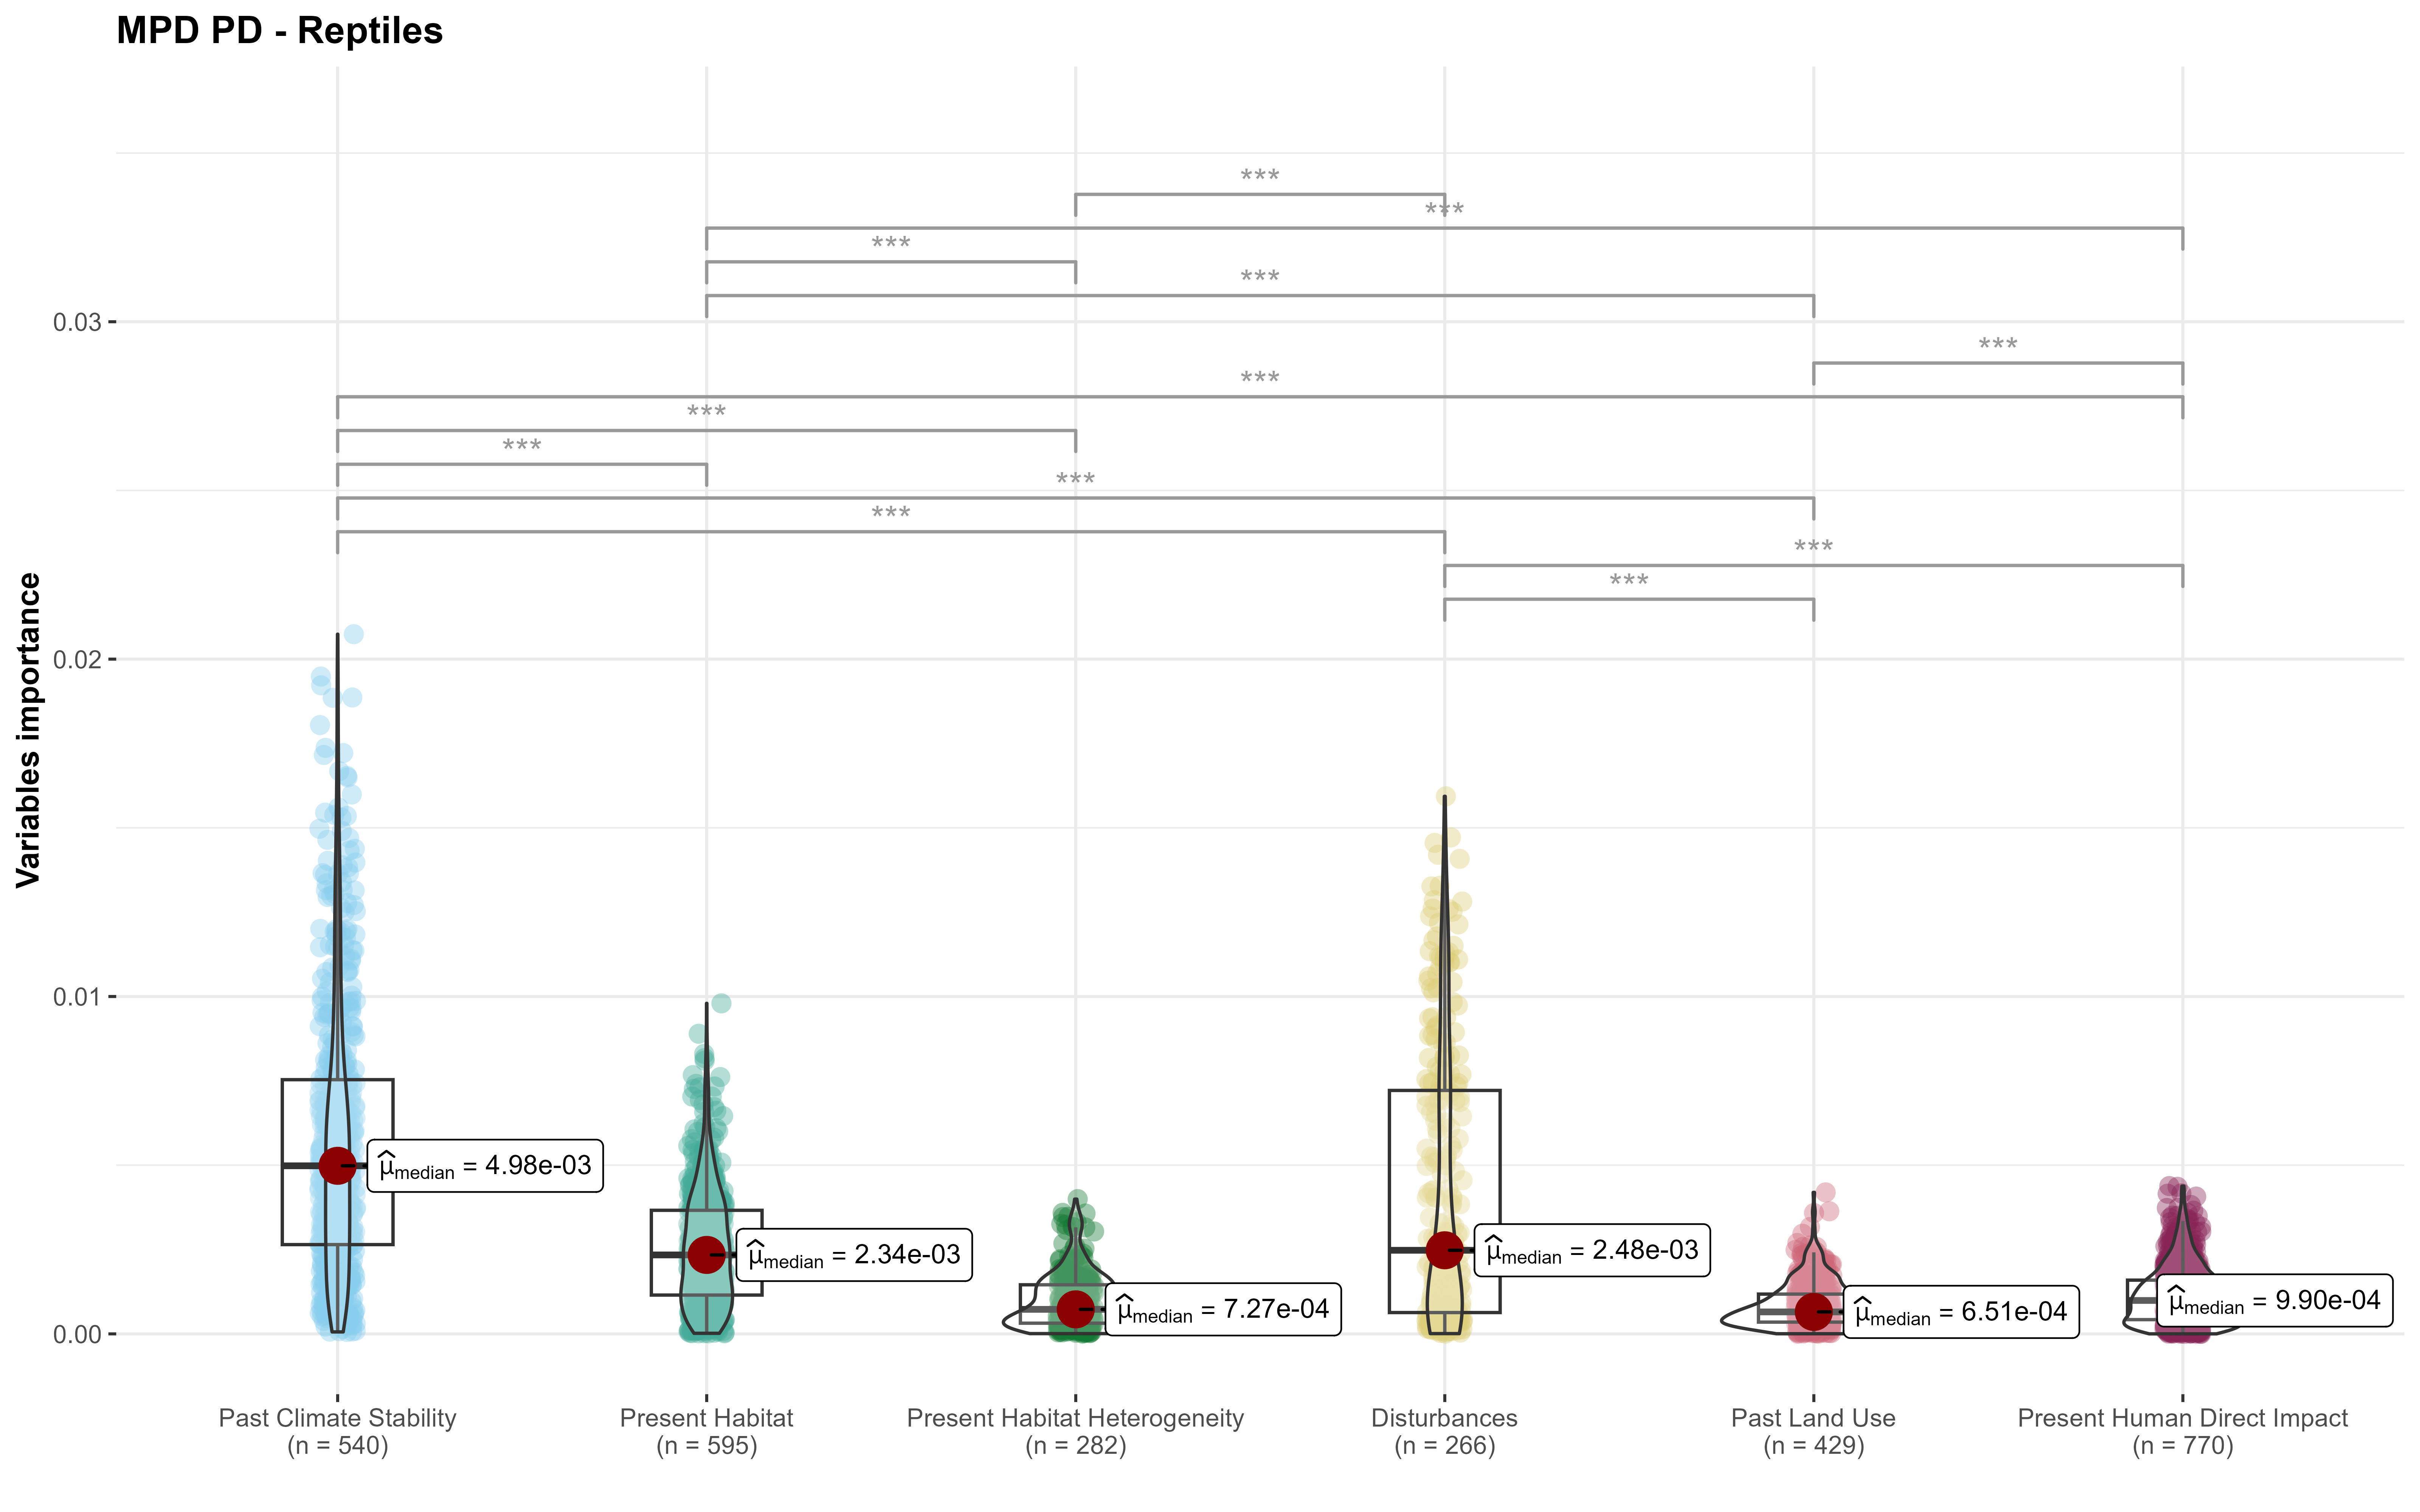 MPD PD - Reptiles
***
***
***
***
***
***
***
***
***
***
***
***
Variables importance
0.03
0.02
0.01
0.00
μ̂median = 4.98e-03
μ̂median = 2.34e-03
μ̂median = 7.27e-04
μ̂median = 2.48e-03
μ̂median = 6.51e-04
μ̂median = 9.90e-04
Past Climate Stability
(n = 540)
Present Habitat
(n = 595)
Present Habitat Heterogeneity
(n = 282)
Disturbances
(n = 266)
Past Land Use
(n = 429)
Present Human Direct Impact
(n = 770)